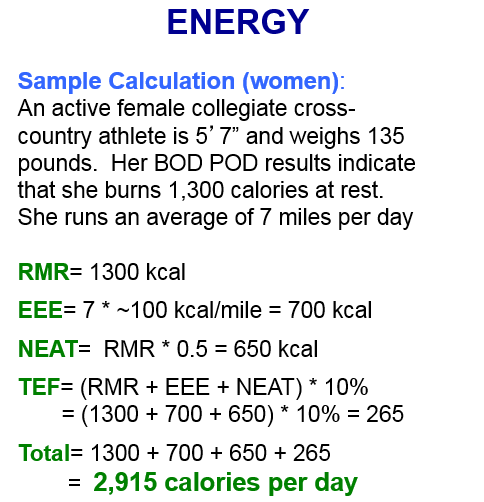 ENERGY
Sample Calculation (women):
An active female collegiate cross-
country athlete is 5’ 7” and weighs 135
pounds.  Her BOD POD results indicate
that she burns 1,300 calories at rest.
She runs an average of 7 miles per day
RMR= 1300 kcal
EEE= 7 * ~100 kcal/mile = 700 kcal
NEAT=  RMR * 0.5 = 650 kcal
TEF= (RMR + EEE + NEAT) * 10%
= (1300 + 700 + 650) * 10% = 265
Total= 1300 + 700 + 650 + 265
=  2,915 calories per day